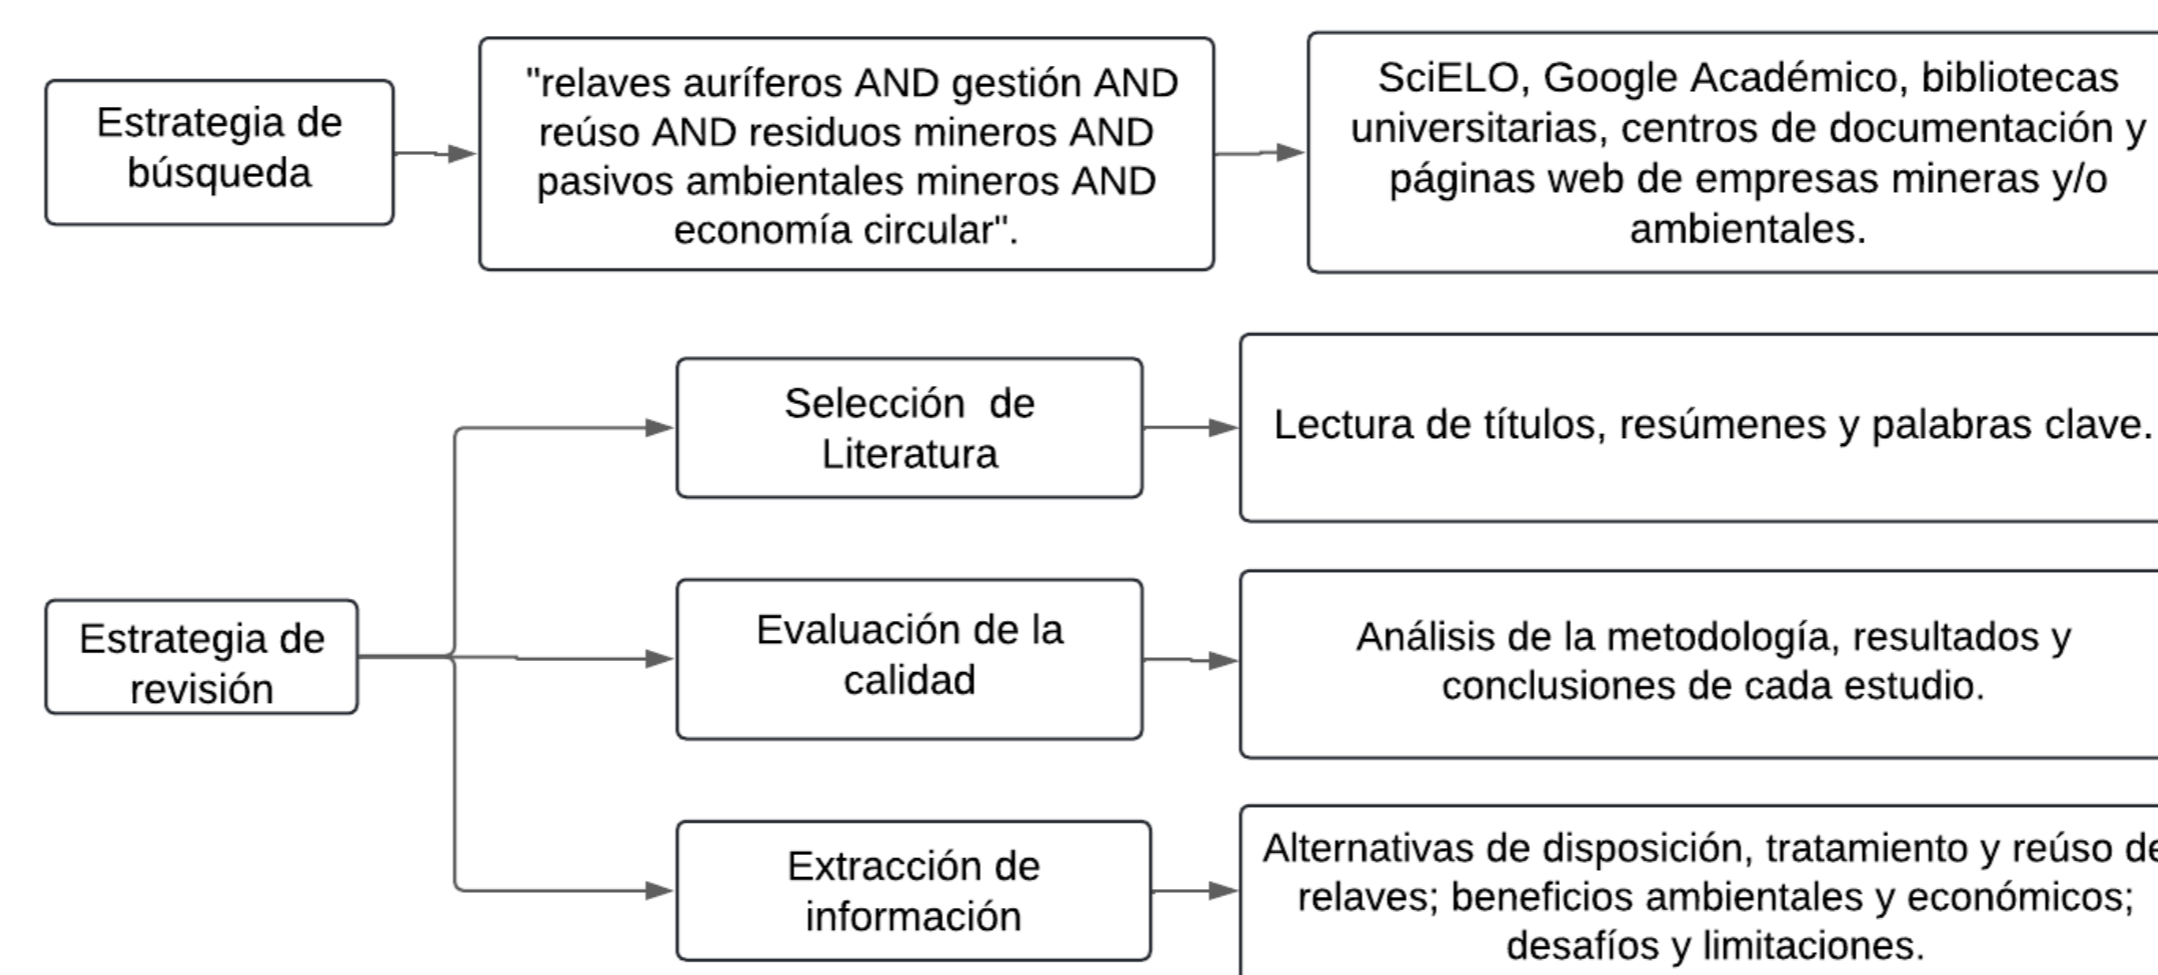 Estrategia de
búsqueda
"relaves auríferos AND gestión AND
reúso AND residuos mineros AND
pasivos ambientales mineros AND
economía circular".
SciELO, Google Académico, bibliotecas
universitarias, centros de documentación y
páginas web de empresas mineras y/o
ambientales.
Estrategia de
revisión
Selección  de
Literatura
Lectura de títulos, resúmenes y palabras clave.
Evaluación de la
calidad
Análisis de la metodología, resultados y
conclusiones de cada estudio.
Extracción de
información
Alternativas de disposición, tratamiento y reúso de
relaves; beneficios ambientales y económicos;
desafíos y limitaciones.